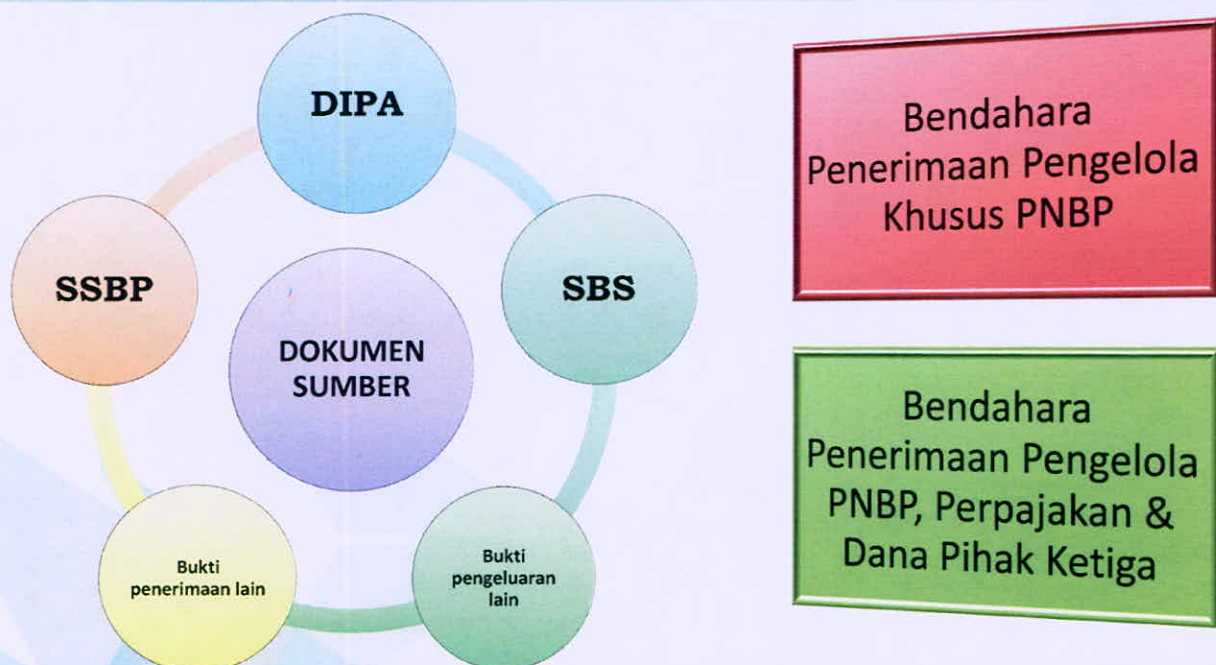 DIPA
SBS
Bukti
pengeluaran
lain
Bukti
penerimaan lain
SSBP
DOKUMEN
SUMBER
Bendahara
Penerimaan Pengelola
Khusus PNBP
Bendahara
Penerimaan Pengelola
PNBP, Perpajakan &
Dana Pihak Ketiga